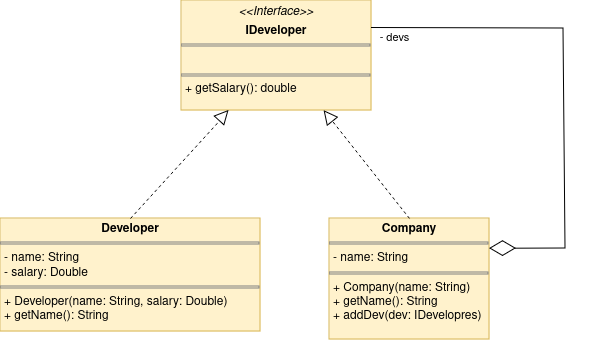 <<Interface>>
IDeveloper
- devs
+ getSalary(): double
Developer
- name: String
- salary: Double
+ Developer(name: String, salary: Double)
+ getName(): String
Company
- name: String
+ Company(name: String)
+ getName(): String
+ addDev(dev: IDevelopres)